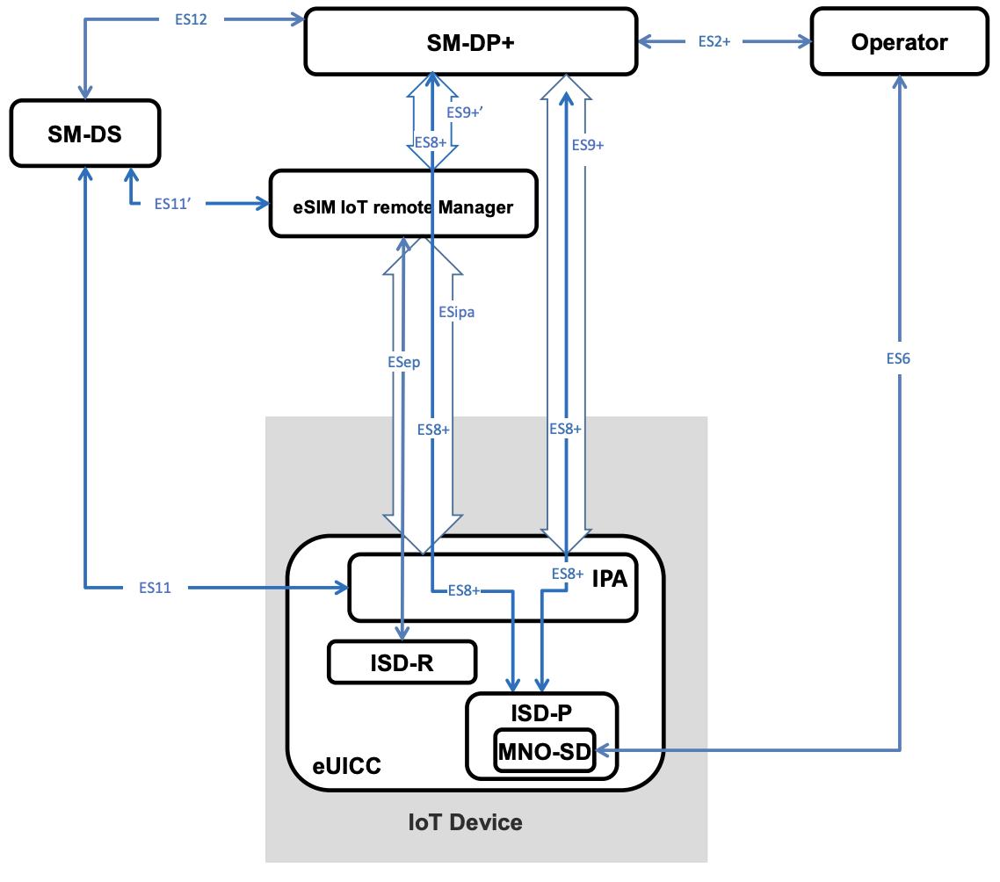 ES12
SM-DP+
ES2+
Operator
SM-DS
ES9+’
ES8+
ES9+
ES11’
eSIM IoT remote Manager
ESipa
ESep
ES6
ES8+
ES8+
ES8+
IPA
ES11
ES8+
ISD-R
ISD-P
MNO-SD
eUICC
IoT Device